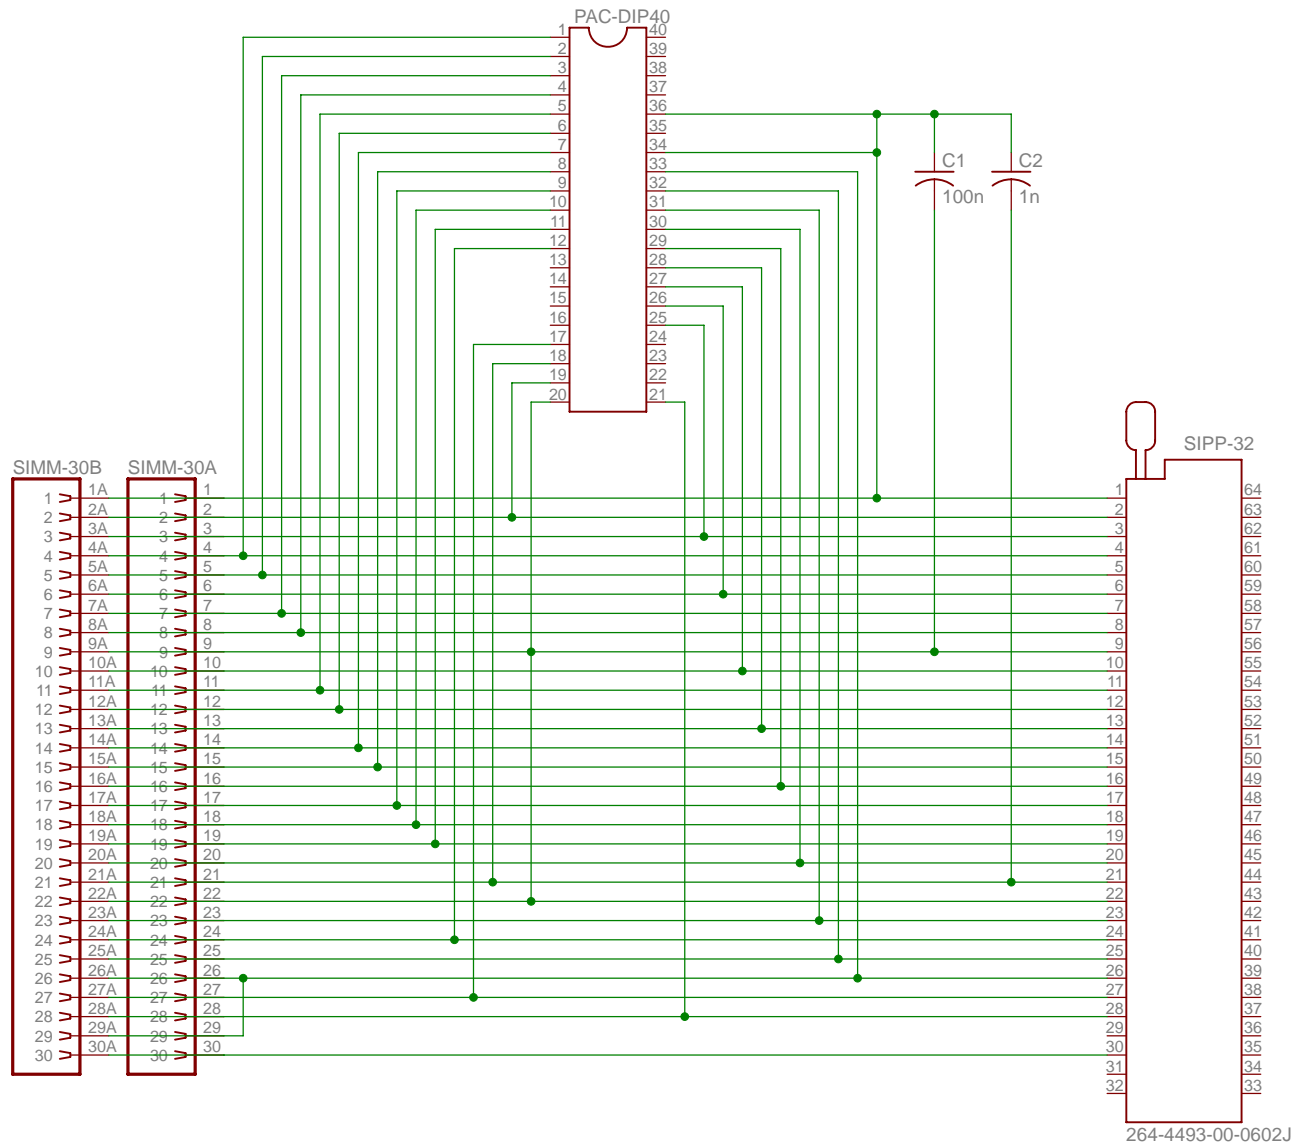 PAC-DIP40
1 40
2 39
3 38
4 37
5 36
6 35
7 34
8 33
9 32
10 31
11 30
12 29
13 28
14 27
15 26
16 25
17 24
18 23
19 22
20 21
C1
100n
C2
1n
SIPP-32
SIMM-30B SIMM-30A
1 1A 1 1 1 64
2 2A 2 2 2 63
3 3A 3 3 3 62
4 4A 4 4 4 61
5 5A 5 5 5 60
6 6A 6 6 6 59
7 7A 7 7 7 58
8 8A 8 8 8 57
9 9A 9 9 9 56
10 10A 10 10 10 55
11 11A 11 11 11 54
12 12A 12 12 12 53
13 13A 13 13 13 52
14 14A 14 14 14 51
15 15A 15 15 15 50
16 16A 16 16 16 49
17 17A 17 17 17 48
18 18A 18 18 18 47
19 19A 19 19 19 46
20 20A 20 20 20 45
21 21A 21 21 21 44
22 22A 22 22 22 43
23 23A 23 23 23 42
24 24A 24 24 24 41
25 25A 25 25 25 40
26 26A 26 26 26 39
27 27A 27 27 27 38
28 28A 28 28 28 37
29 29A 29 29 29 36
30 30A 30 30 30 35
31 34
32 33
264-4493-00-0602J